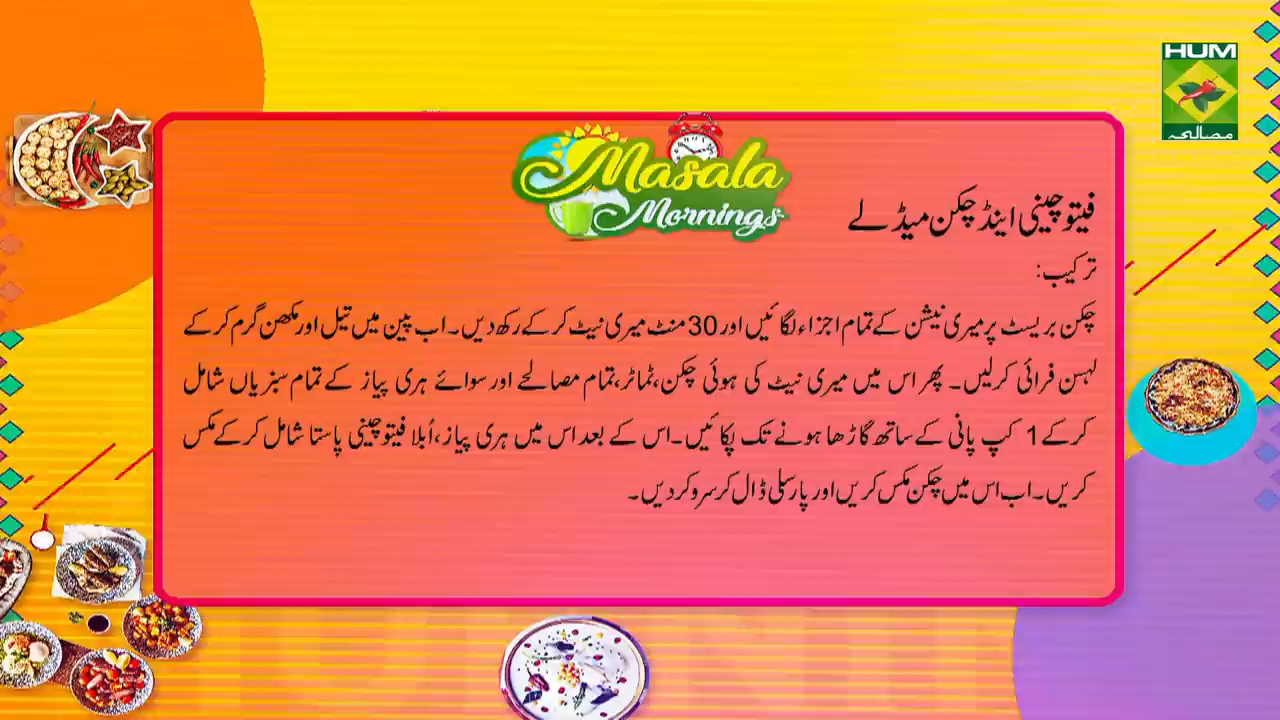 HUM
مصالحہ
Masala
Mornings
فیتوچینی اینڈ چکن میڈلے
ترکیب:
چکن بریسٹ پر میری نیشن کے تمام اجزاء لگائیں اور 30 منٹ میری نیٹ کر کے رکھ دیں۔ اب پین میں تیل اور مکھن گرم کر کے
لہسن فرائی کر لیں۔ پھر اس میں میری نیٹ کی ہوئی چکن، ٹماٹر، تمام مصالحے اور سوائے ہری پیاز کے تمام سبزیاں شامل
کر کے 1 کپ پانی کے ساتھ گاڑھا ہونے تک پکائیں۔ اس کے بعد اس میں ہری پیاز، اُبلا فیتوچینی پاستا شامل کر کے مکس
کریں۔ اب اس میں چکن مکس کریں اور پارسلی ڈال کر سرو کر دیں۔